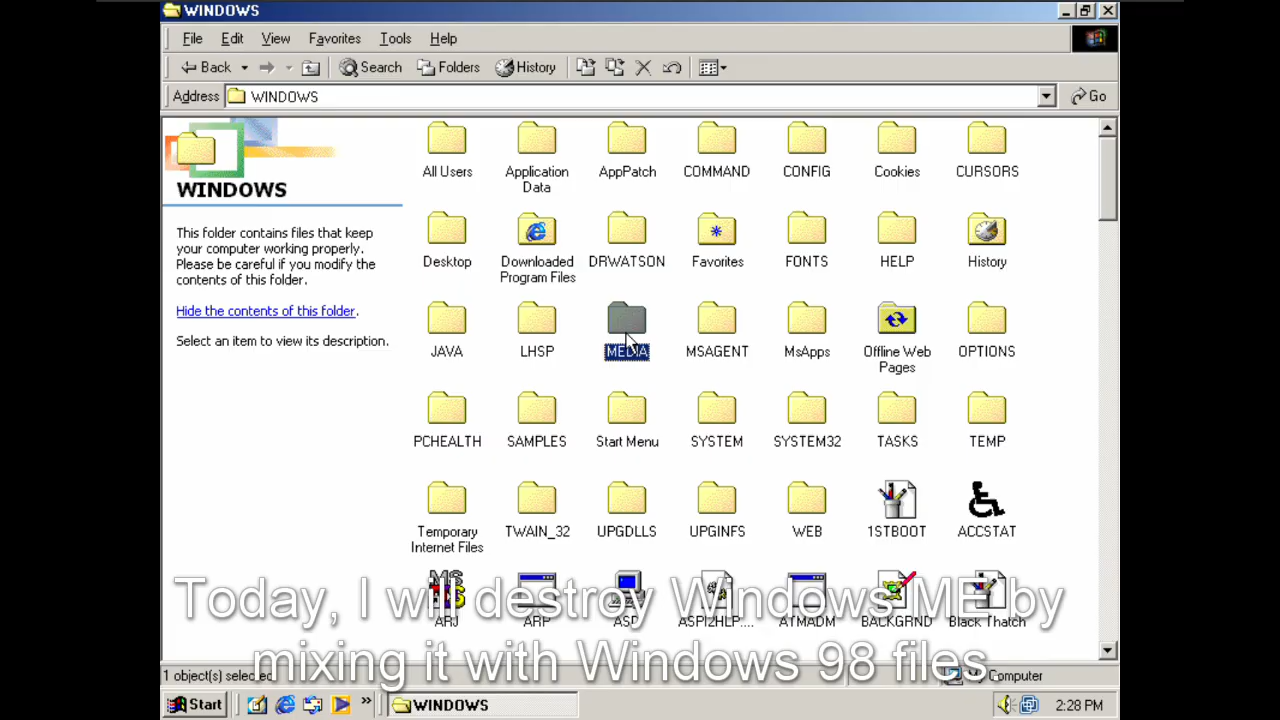 WINDOWS
File Edit View Favorites Tools Help
Back Search Folders History
Address WINDOWS Go
WINDOWS
This folder contains files that keep
your computer working properly.
Please be careful if you modify the
contents of this folder.
Hide the contents of this folder.
Select an item to view its description.
All Users Application Data AppPatch COMMAND CONFIG Cookies CURSORS
Desktop Downloaded Program Files DRWATSON Favorites FONTS HELP History
JAVA LHSP MEDIA MSAGENT MsApps Offline Web Pages OPTIONS
PCHEALTH SAMPLES Start Menu SYSTEM SYSTEM32 TASKS TEMP
Temporary Internet Files TWAIN_32 UPGDLLS UPGINFS WEB 1STBOOT ACCSTAT
ARJ ARP ASD ASPI2HLP.... ATMADM BACKGRND Black Thatch
Today, I will destroy Windows ME by
mixing it with Windows 98 files
1 object(s) selected Computer
Start WINDOWS 2:28 PM